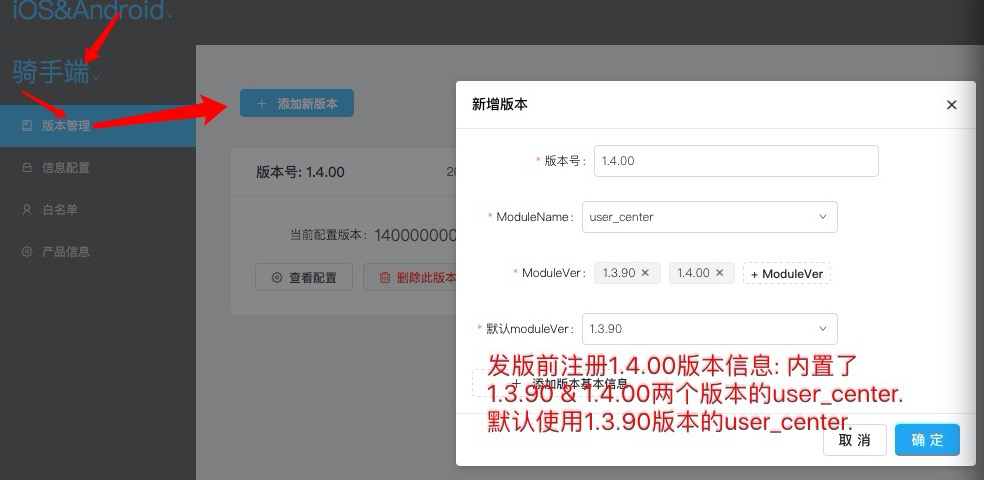 iOS&Android
骑手端
版本管理
信息配置
白名单
产品信息
+ 添加新版本
版本号: 1.4.00
20
当前配置版本: 140000000
查看配置
删除此版本
新增版本
* 版本号:
1.4.00
* ModuleName:
user_center
* ModuleVer:
1.3.90 ×
1.4.00 ×
+ ModuleVer
* 默认moduleVer:
1.3.90
+ 添加版本基本信息
发版前注册1.4.00版本信息: 内置了
1.3.90 & 1.4.00两个版本的user_center.
默认使用1.3.90版本的user_center.
取 消
确 定